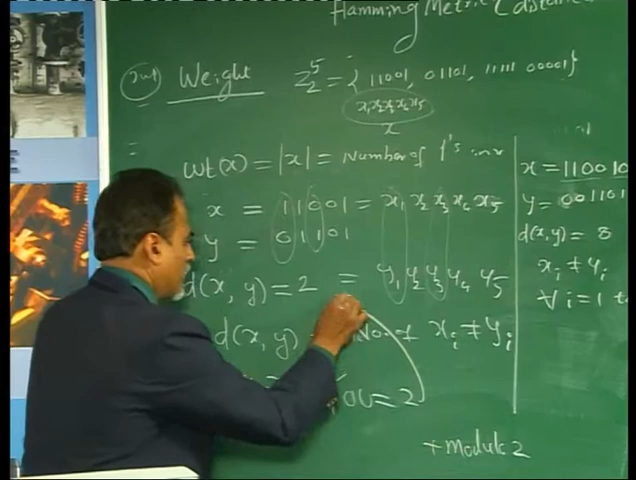 Hamming Metric (distance
Weight Z₂⁵ = { 11001, 01101, 11111 00001}
x₁x₂x₃x₄x₅
x
wt(x) = |x| = Number of 1's in x
x = 11001 = x₁ x₂ x₃ x₄ x₅
y = 01101
d(x, y) = 2 = y₁ y₂ y₃ y₄ y₅
d(x, y) No of xᵢ ≠ yᵢ
00 = 2
+ modulo 2
x = 110010
y = 001101
d(x,y) =
xᵢ ≠ yᵢ
∀ i = 1 t